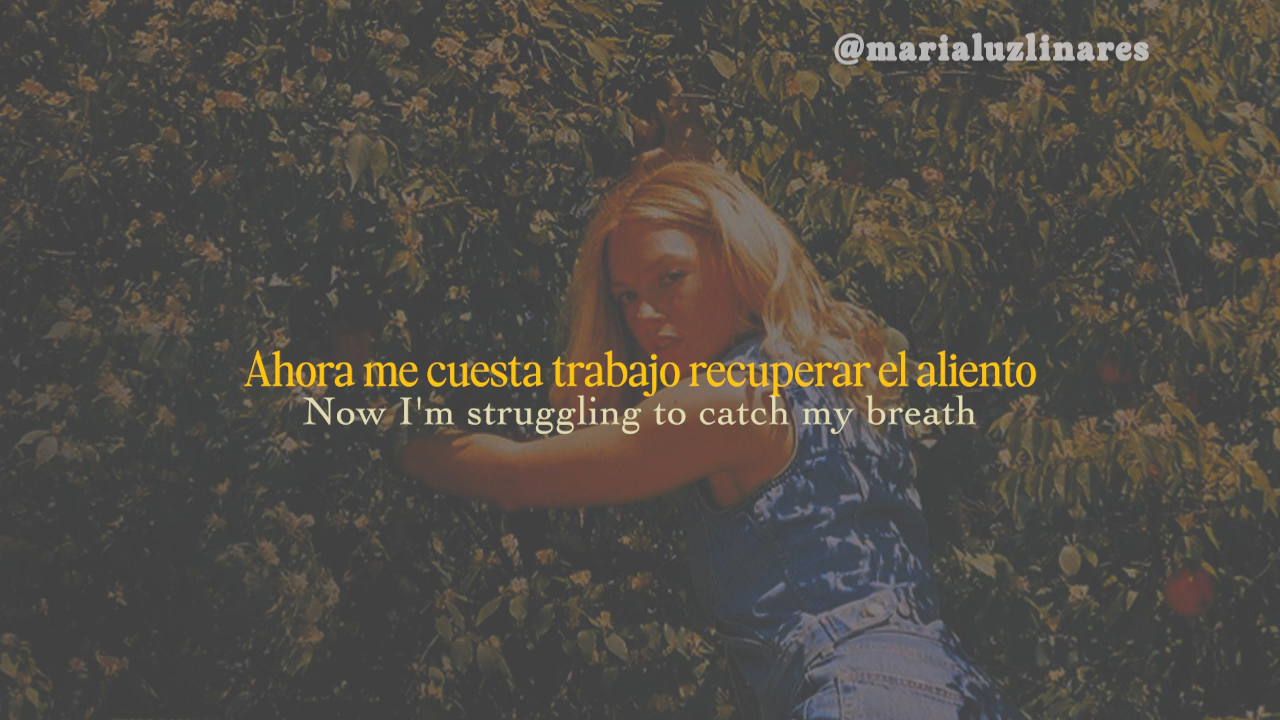 @marialuzlinares
Ahora me cuesta trabajo recuperar el aliento
Now I'm struggling to catch my breath